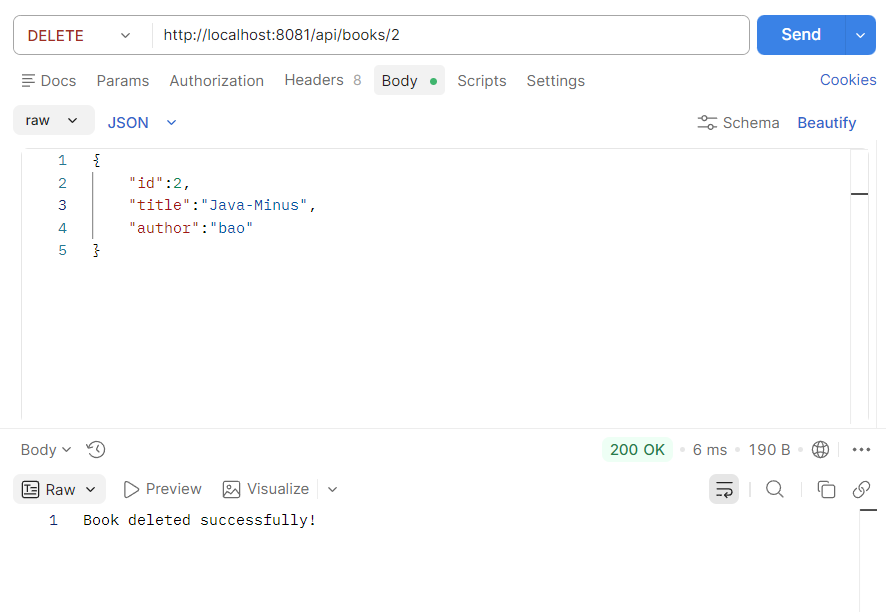 DELETE http://localhost:8081/api/books/2 Send
Docs Params Authorization Headers 8 Body Scripts Settings Cookies
raw JSON Schema Beautify
1 {
2 "id":2,
3 "title":"Java-Minus",
4 "author":"bao"
5 }
Body 200 OK 6 ms 190 B
Raw Preview Visualize
1 Book deleted successfully!